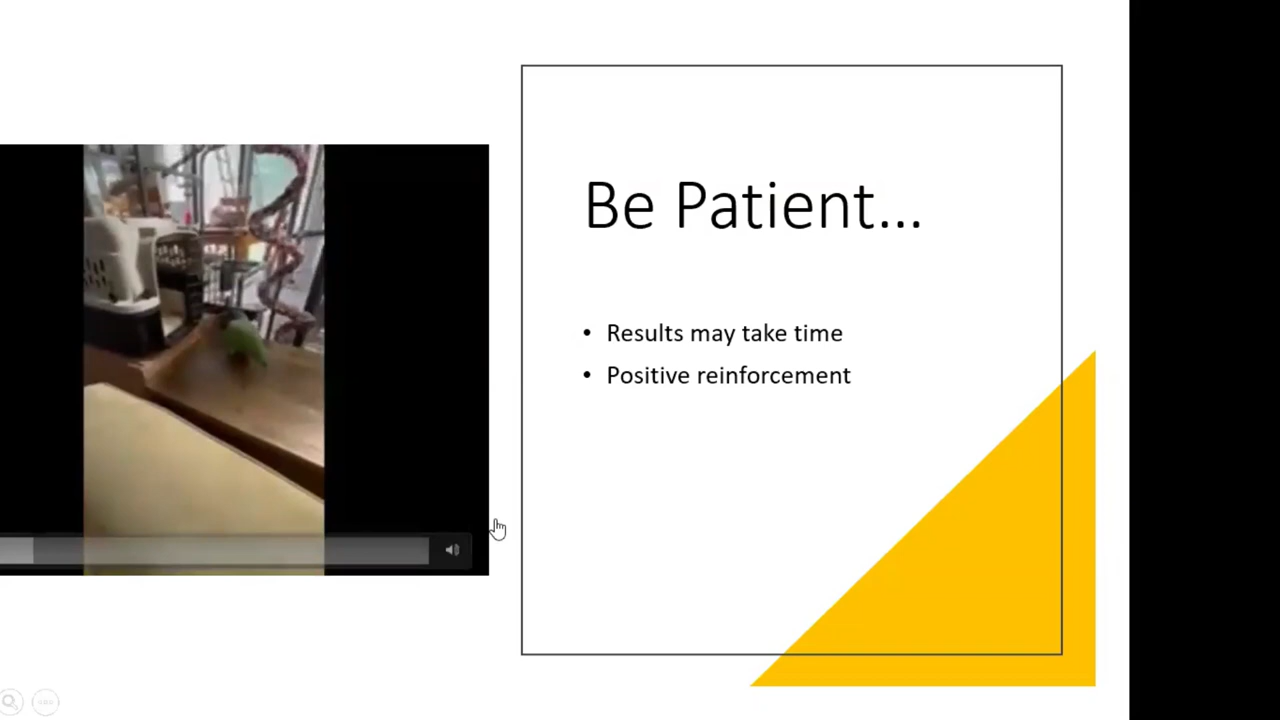 Be Patient...
• Results may take time
• Positive reinforcement